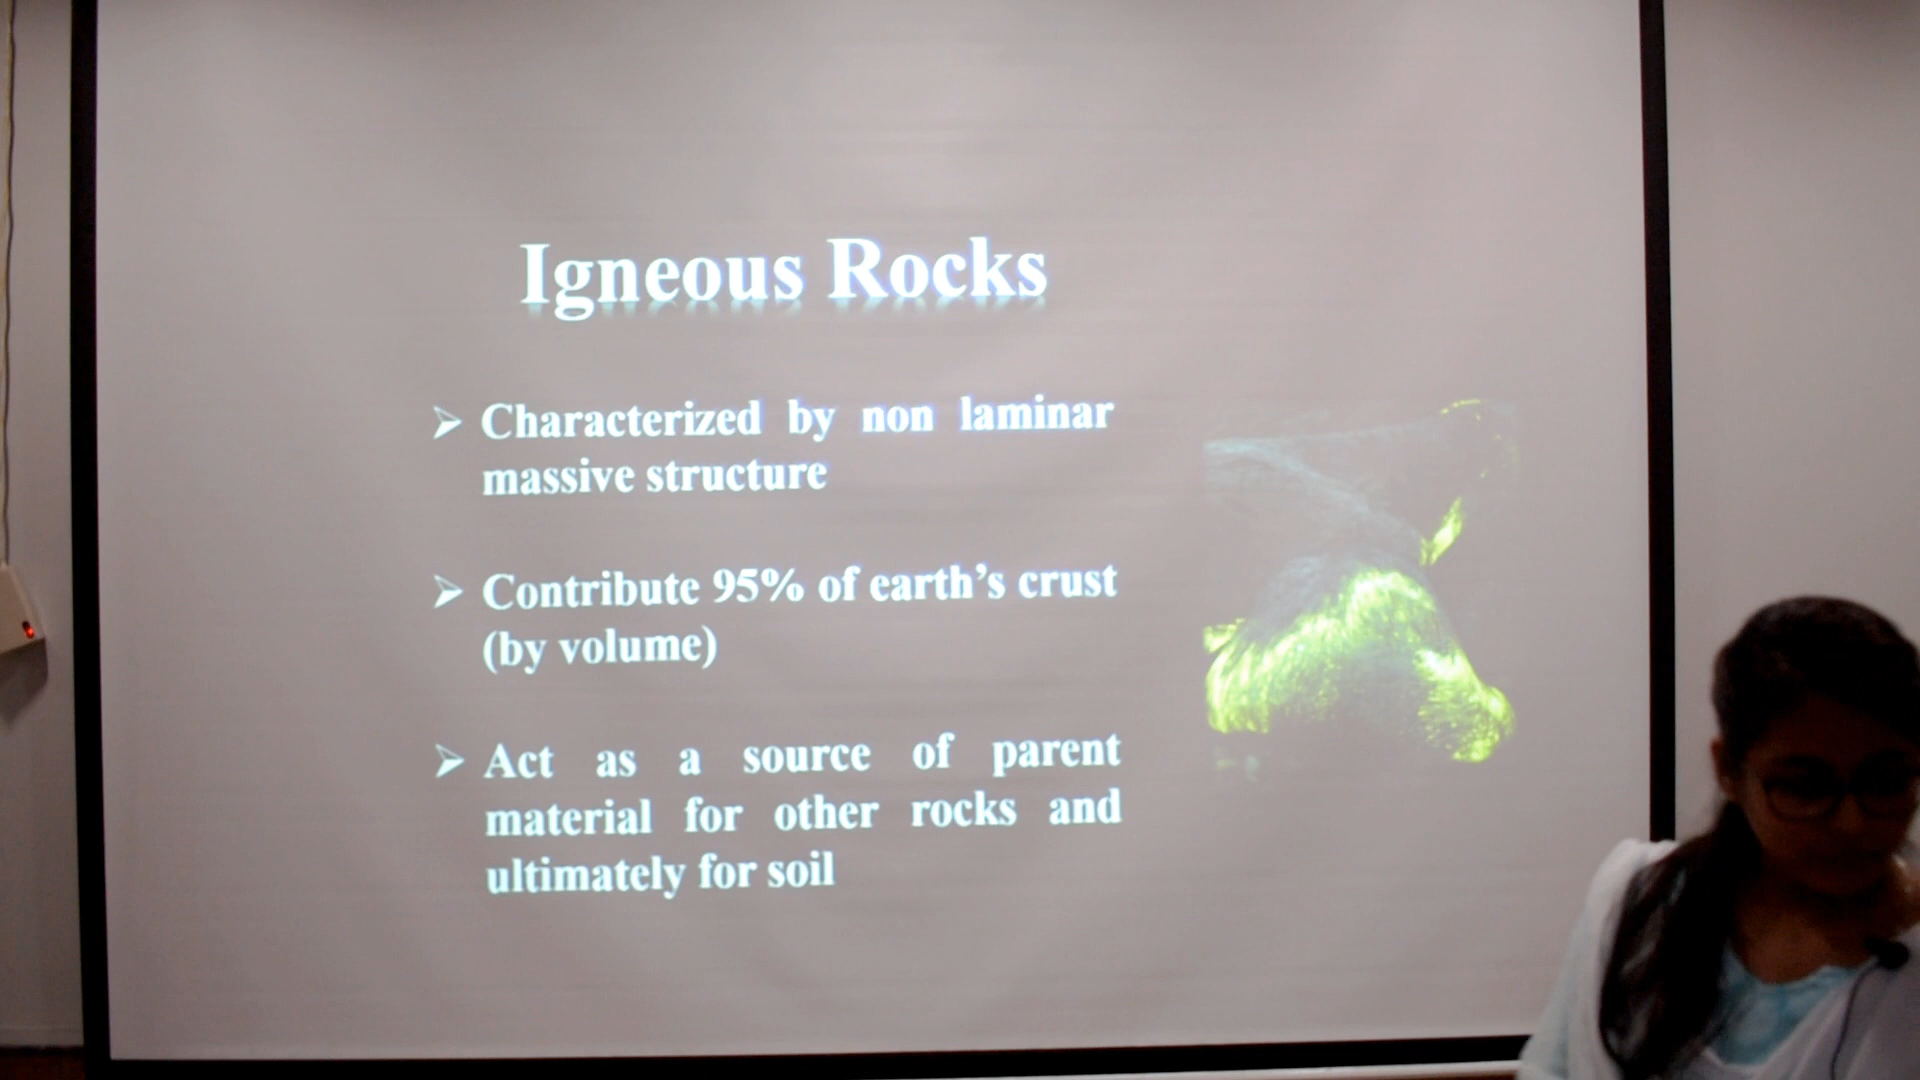 Igneous Rocks
➢ Characterized by non laminar
massive structure
➢ Contribute 95% of earth’s crust
(by volume)
➢ Act as a source of parent
material for other rocks and
ultimately for soil